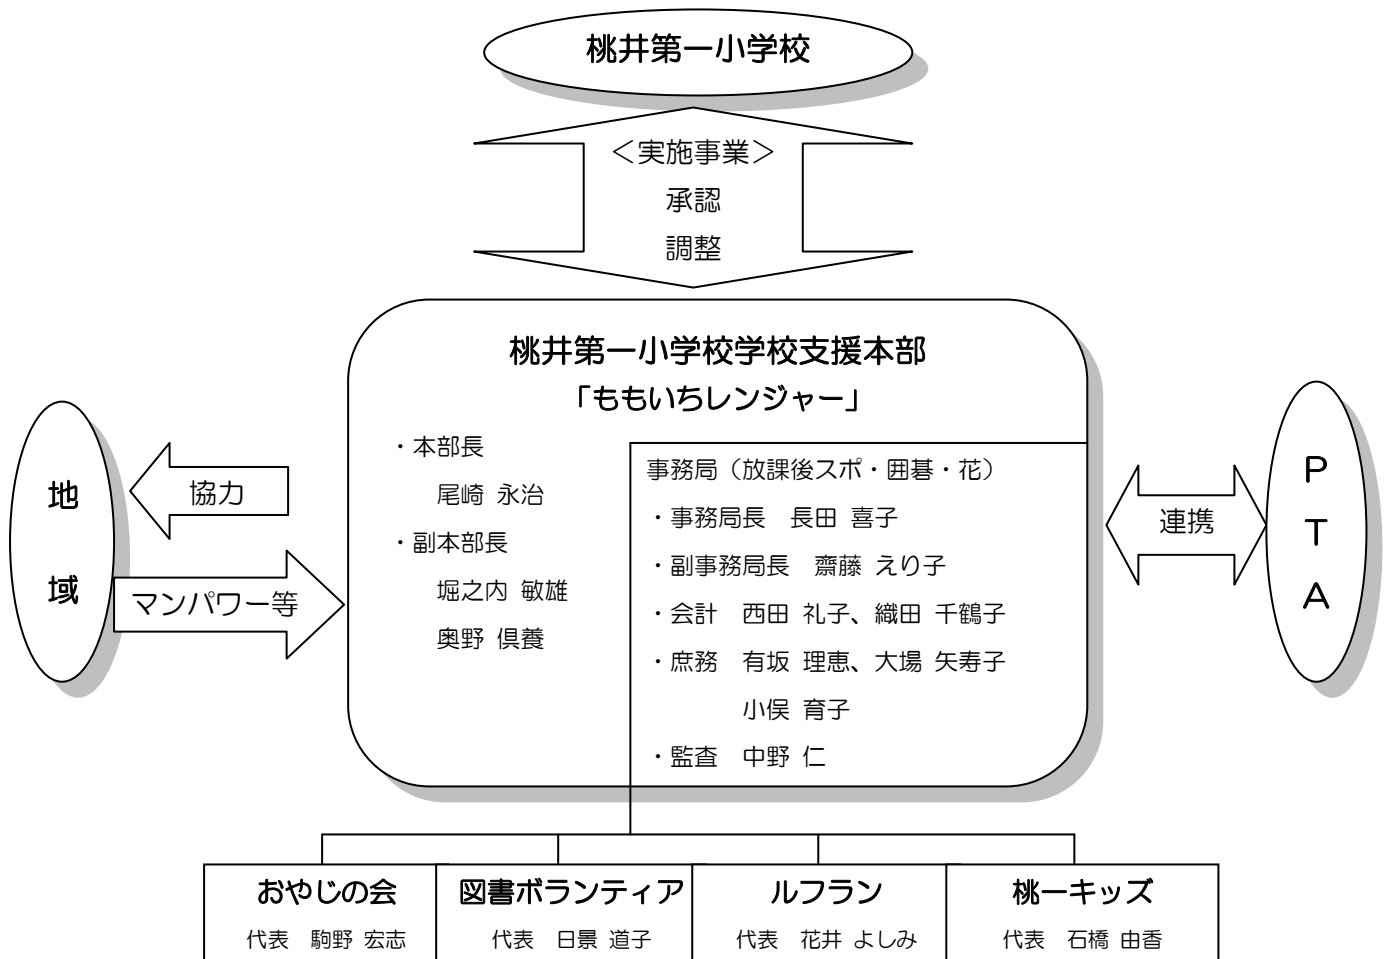 桃井第一小学校
＜実施事業＞
承認
調整
桃井第一小学校学校支援本部
「ももいちレンジャー」
地域
協力
マンパワー等
・本部長
尾崎 永治
・副本部長
堀之内 敏雄
奥野 倶養
事務局（放課後スポ・囲碁・花）
・事務局長　長田 喜子
・副事務局長　齋藤 えり子
・会計　西田 礼子、織田 千鶴子
・庶務　有坂 理恵、大場 矢寿子
小俣 育子
・監査　中野 仁
連携
PTA
おやじの会
代表　駒野 宏志
図書ボランティア
代表　日景 道子
ルフラン
代表　花井 よしみ
桃一キッズ
代表　石橋 由香